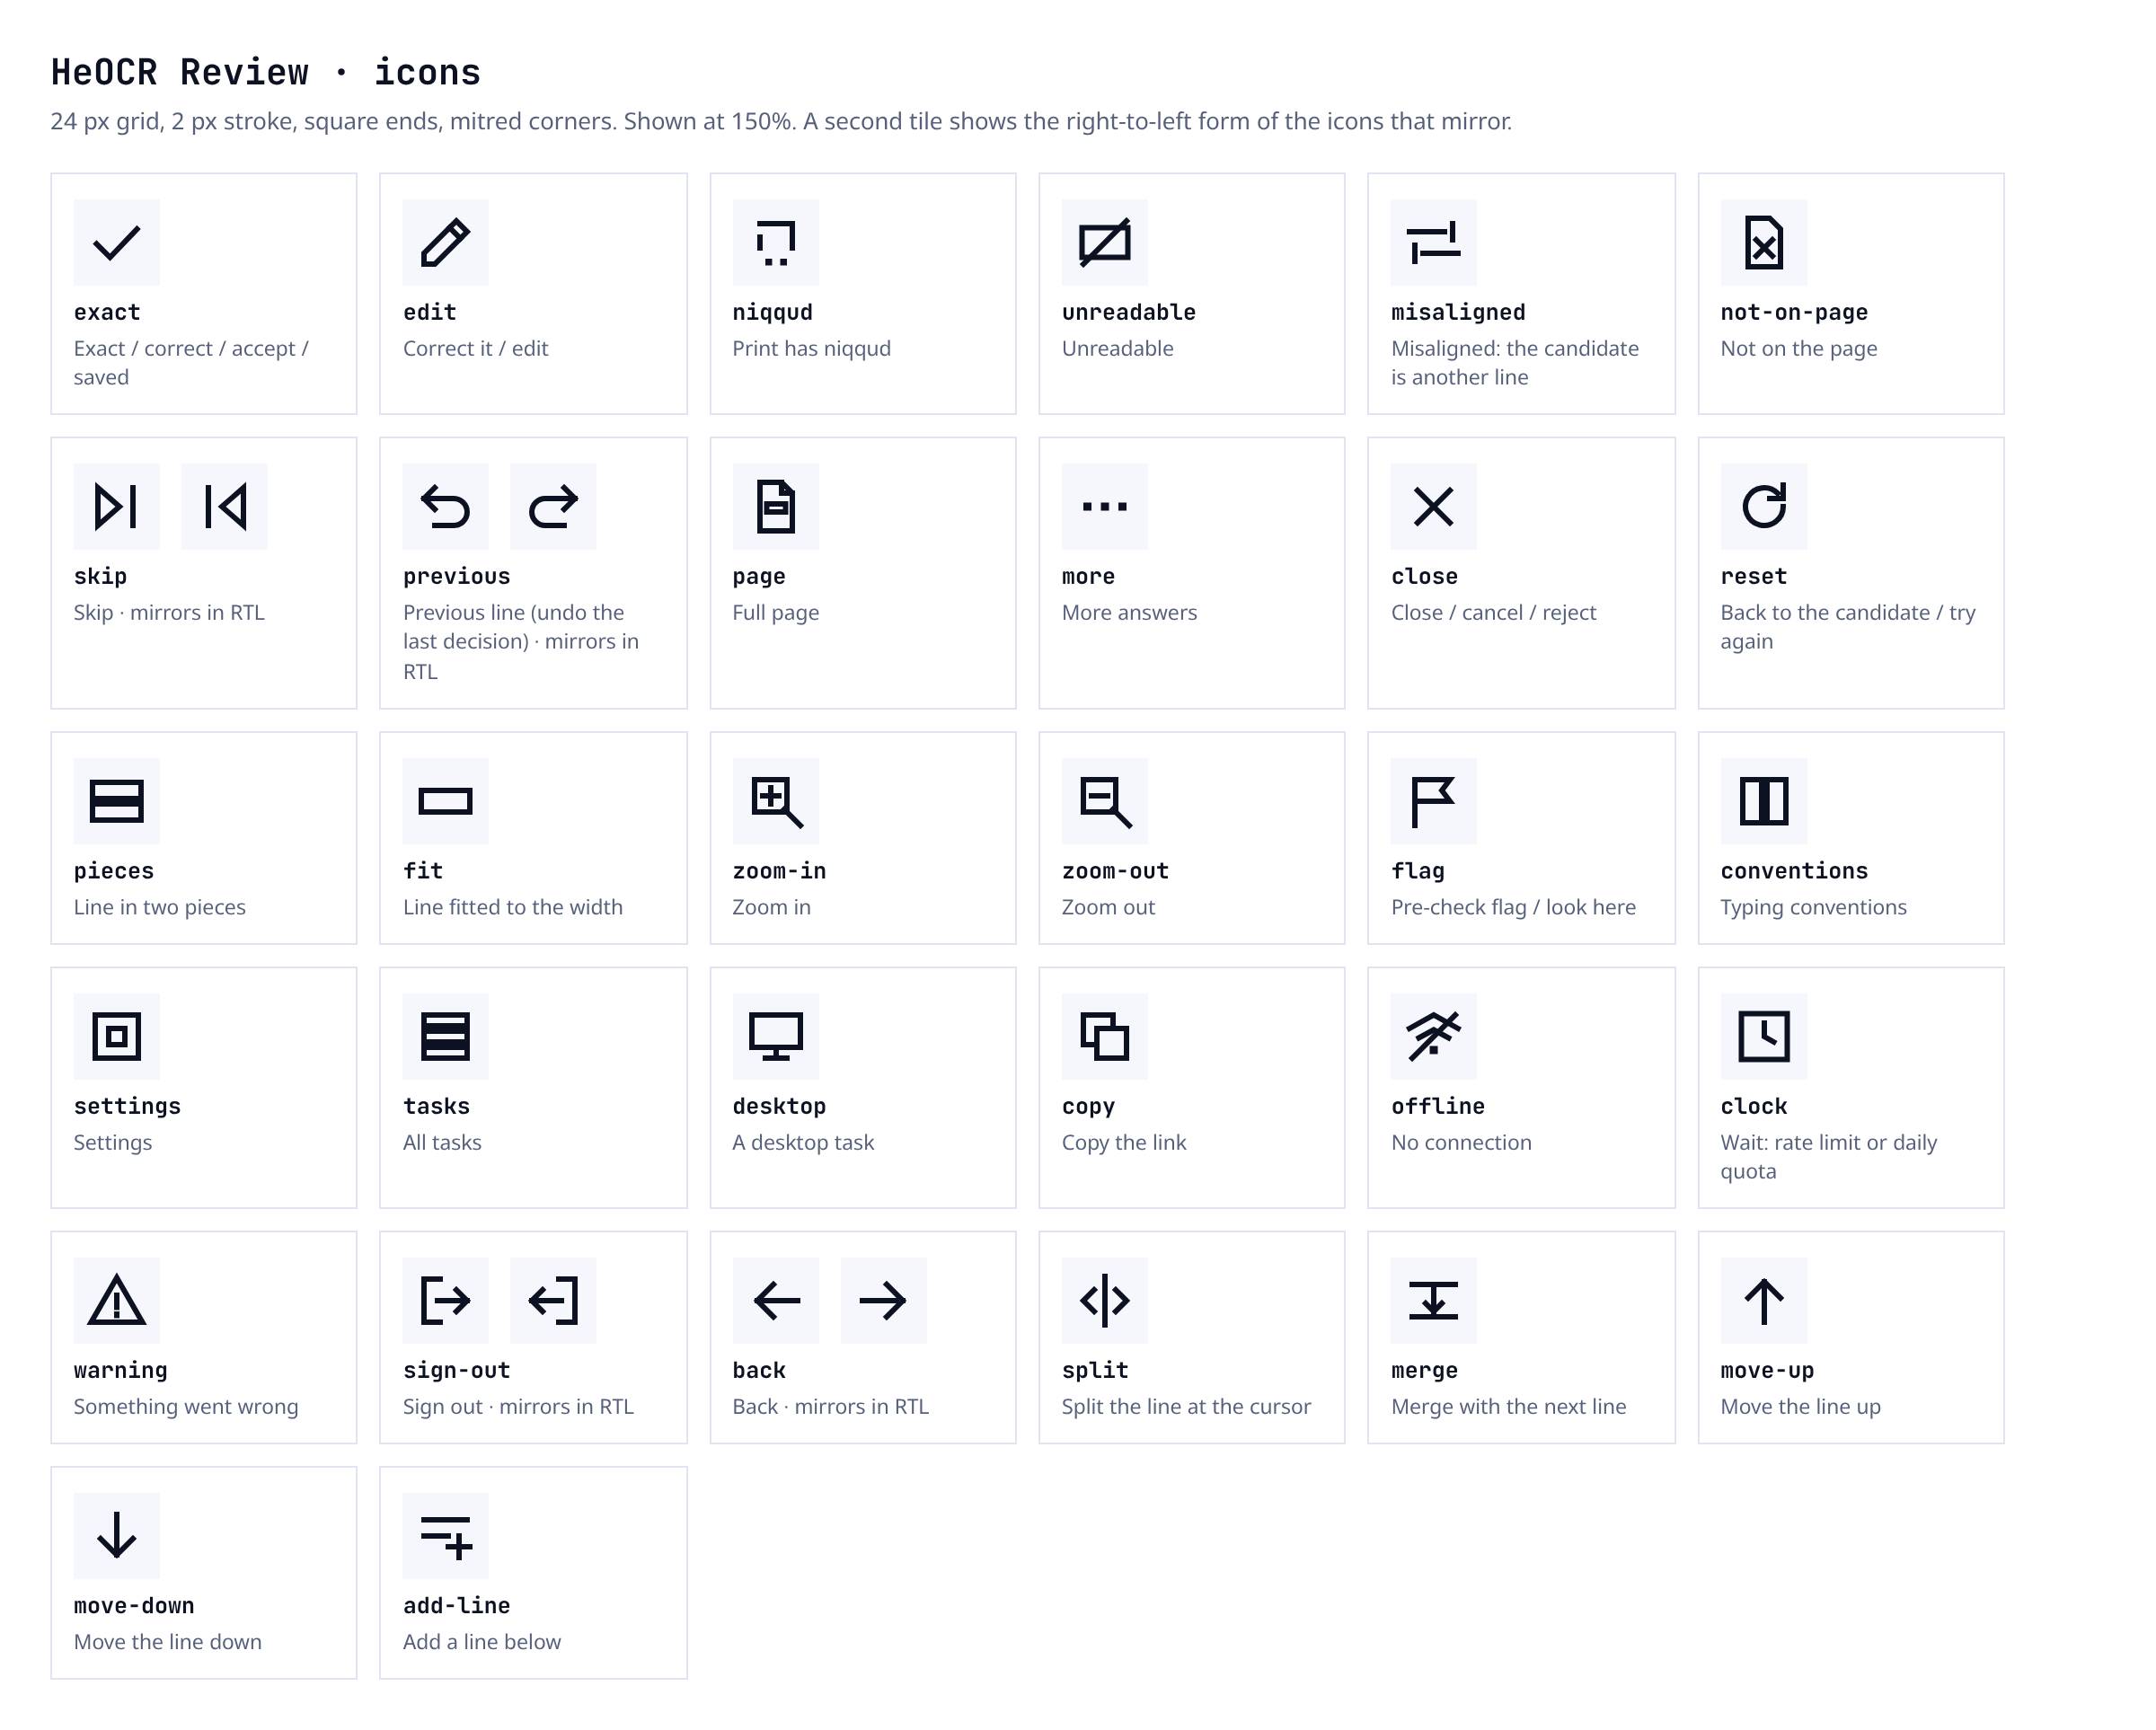 HeOCR Review · icons
24 px grid, 2 px stroke, square ends, mitred corners. Shown at 150%. A second tile shows the right-to-left form of the icons that mirror.
exact
Exact / correct / accept /
saved
edit
Correct it / edit
niqqud
Print has niqqud
unreadable
Unreadable
misaligned
Misaligned: the candidate
is another line
not-on-page
Not on the page
skip
Skip · mirrors in RTL
previous
Previous line (undo the
last decision) · mirrors in
RTL
page
Full page
more
More answers
close
Close / cancel / reject
reset
Back to the candidate / try
again
pieces
Line in two pieces
fit
Line fitted to the width
zoom-in
Zoom in
zoom-out
Zoom out
flag
Pre-check flag / look here
conventions
Typing conventions
settings
Settings
tasks
All tasks
desktop
A desktop task
copy
Copy the link
offline
No connection
clock
Wait: rate limit or daily
quota
warning
Something went wrong
sign-out
Sign out · mirrors in RTL
back
Back · mirrors in RTL
split
Split the line at the cursor
merge
Merge with the next line
move-up
Move the line up
move-down
Move the line down
add-line
Add a line below